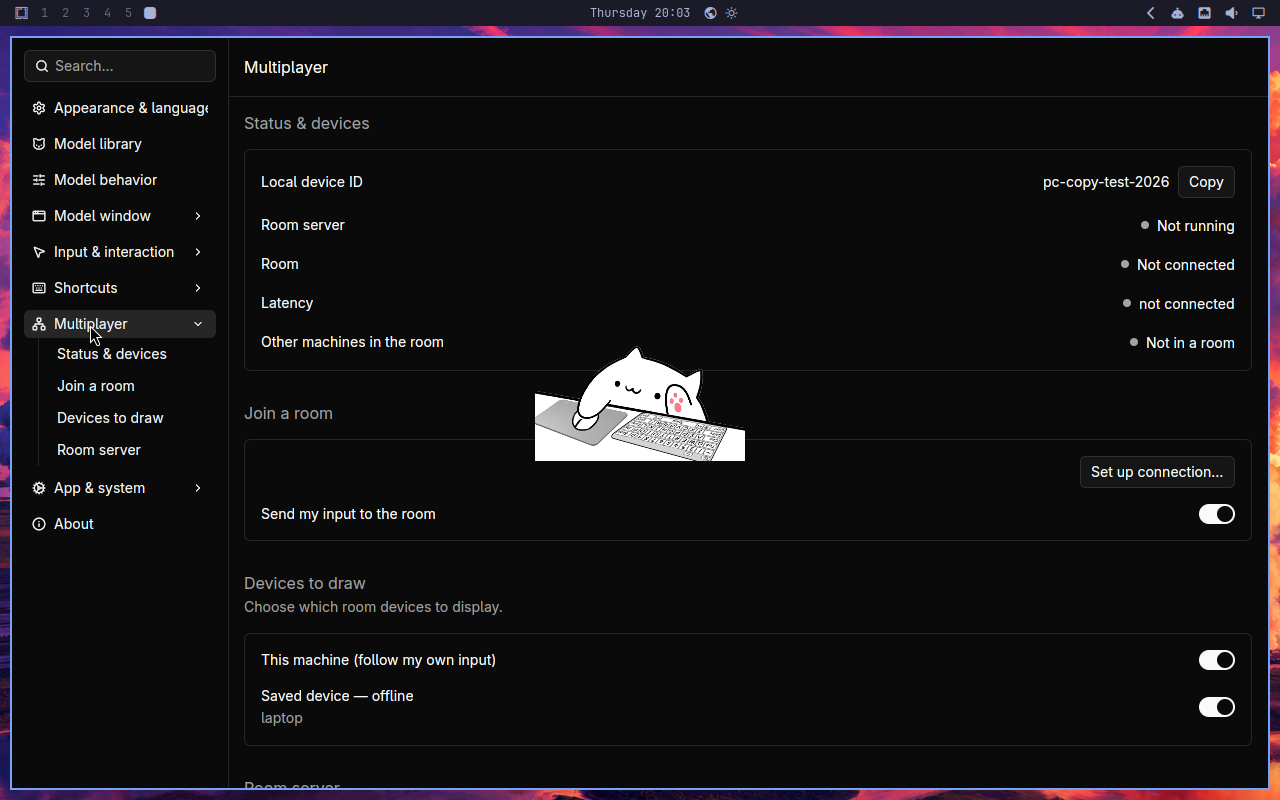 1 2 3 4 5
Thursday 20:03
Search...
Appearance & language
Model library
Model behavior
Model window
Input & interaction
Shortcuts
Multiplayer
Status & devices
Join a room
Devices to draw
Room server
App & system
About
Multiplayer
Status & devices
Local device ID
pc-copy-test-2026 Copy
Room server
Not running
Room
Not connected
Latency
not connected
Other machines in the room
Not in a room
Join a room
Set up connection...
Send my input to the room
Devices to draw
Choose which room devices to display.
This machine (follow my own input)
Saved device — offline
laptop
Room server